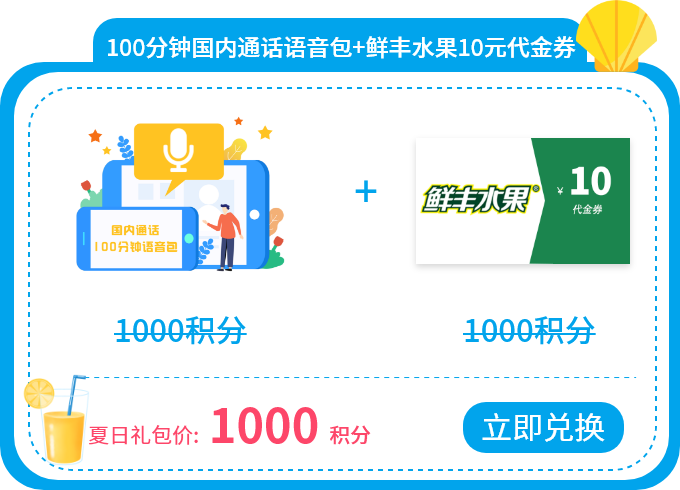 100分钟国内通话语音包+鲜丰水果10元代金券
国内通话
100分钟语音包
+
鲜丰水果®
¥ 10
代金券
1000积分
1000积分
夏日礼包价: 1000 积分
立即兑换